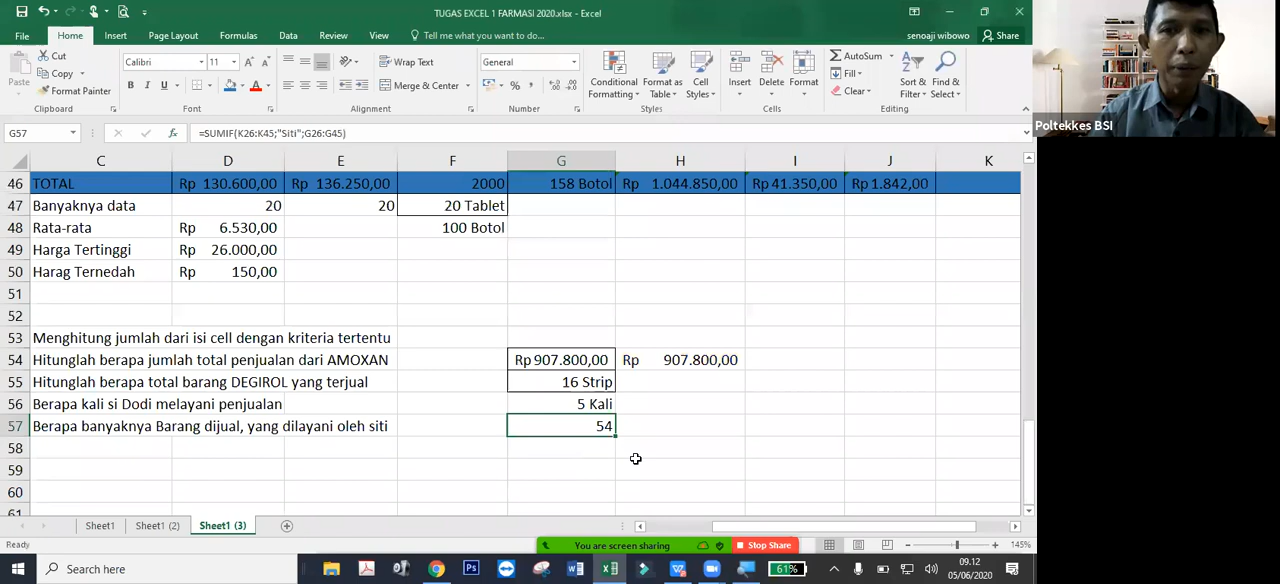 TUGAS EXCEL 1 FARMASI 2020.xlsx - Excel
File Home Insert Page Layout Formulas Data Review View Tell me what you want to do... senoaji wibowo Share
Paste Cut Copy Format Painter Clipboard
Calibri 11 B I U A Font
Wrap Text Merge & Center Alignment
General % Number
Conditional Formatting Format as Table Cell Styles Styles
Insert Delete Format Cells
AutoSum Fill Clear Sort & Filter Find & Select Editing
Poltekkes BSI
G57 fx =SUMIF(K26:K45;"Siti";G26:G45)
C D E F G H I J K
46 TOTAL Rp 130.600,00 Rp 136.250,00 2000 158 Botol Rp 1.044.850,00 Rp 41.350,00 Rp 1.842,00
47 Banyaknya data 20 20 20 Tablet
48 Rata-rata Rp 6.530,00 100 Botol
49 Harga Tertinggi Rp 26.000,00
50 Harag Ternedah Rp 150,00
51
52
53 Menghitung jumlah dari isi cell dengan kriteria tertentu
54 Hitunglah berapa jumlah total penjualan dari AMOXAN Rp 907.800,00 Rp 907.800,00
55 Hitunglah berapa total barang DEGIROL yang terjual 16 Strip
56 Berapa kali si Dodi melayani penjualan 5 Kali
57 Berapa banyaknya Barang dijual, yang dilayani oleh siti 54
58
59
60
61
Sheet1 Sheet1 (2) Sheet1 (3)
Ready You are screen sharing Stop Share 145%
Search here 61% 09.12
05/06/2020